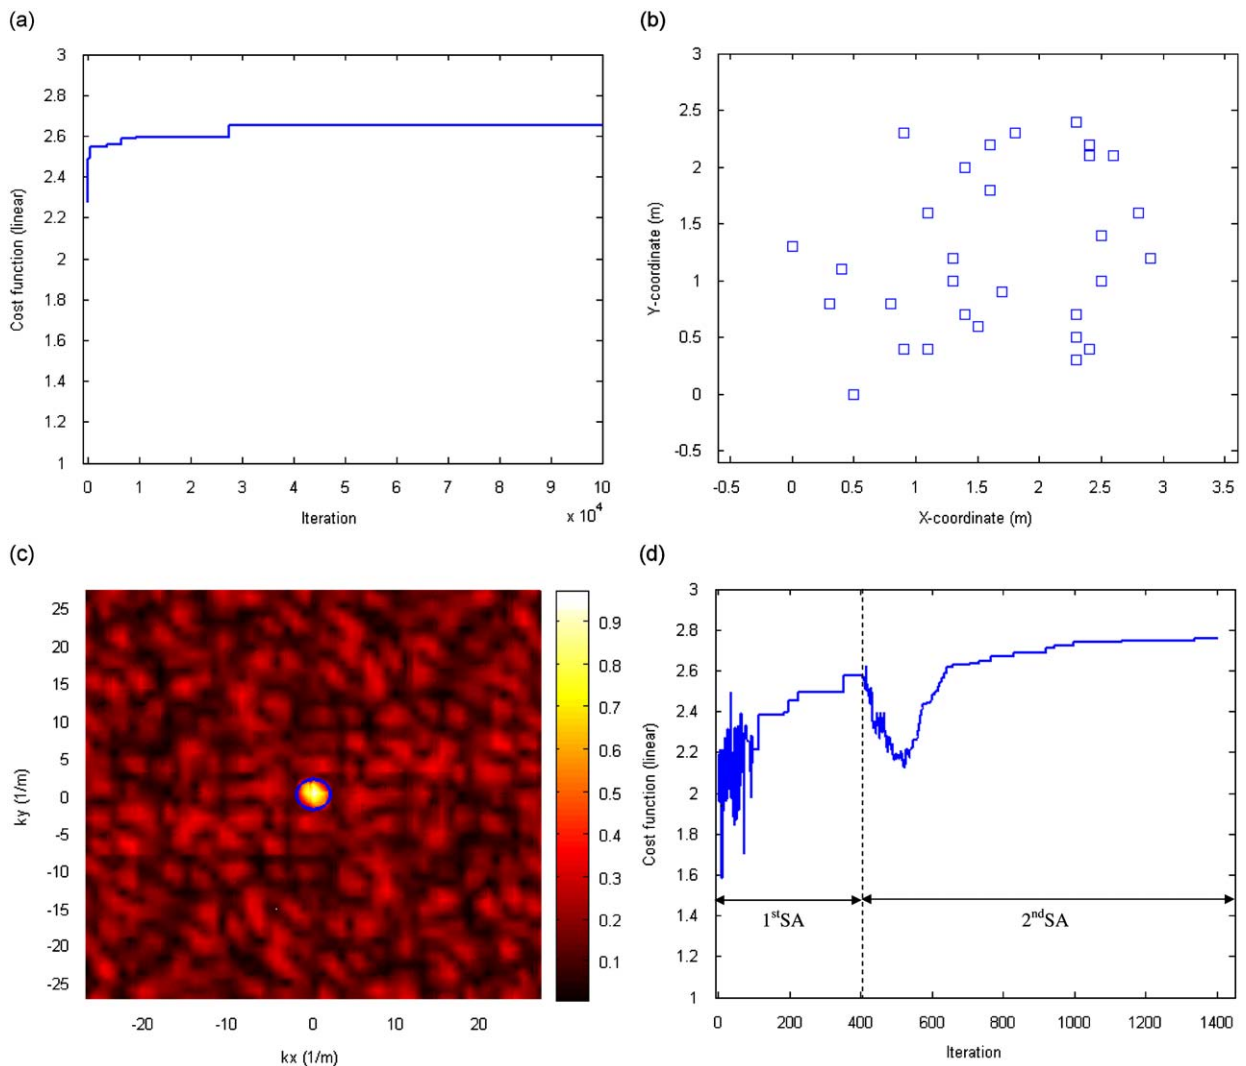 (a)
3
2.8
2.6
2.4
2.2
2
1.8
1.6
1.4
1.2
1
Cost function (linear)
0 1 2 3 4 5 6 7 8 9 10
Iteration
x 10^4
(b)
3
2.5
2
1.5
1
0.5
0
-0.5
Y-coordinate (m)
-0.5 0 0.5 1 1.5 2 2.5 3 3.5
X-coordinate (m)
(c)
25
20
15
10
5
0
-5
-10
-15
-20
-25
ky (1/m)
-20 -10 0 10 20
kx (1/m)
0.9
0.8
0.7
0.6
0.5
0.4
0.3
0.2
0.1
(d)
3
2.8
2.6
2.4
2.2
2
1.8
1.6
1.4
1.2
1
Cost function (linear)
1stSA
2ndSA
0 200 400 600 800 1000 1200 1400
Iteration